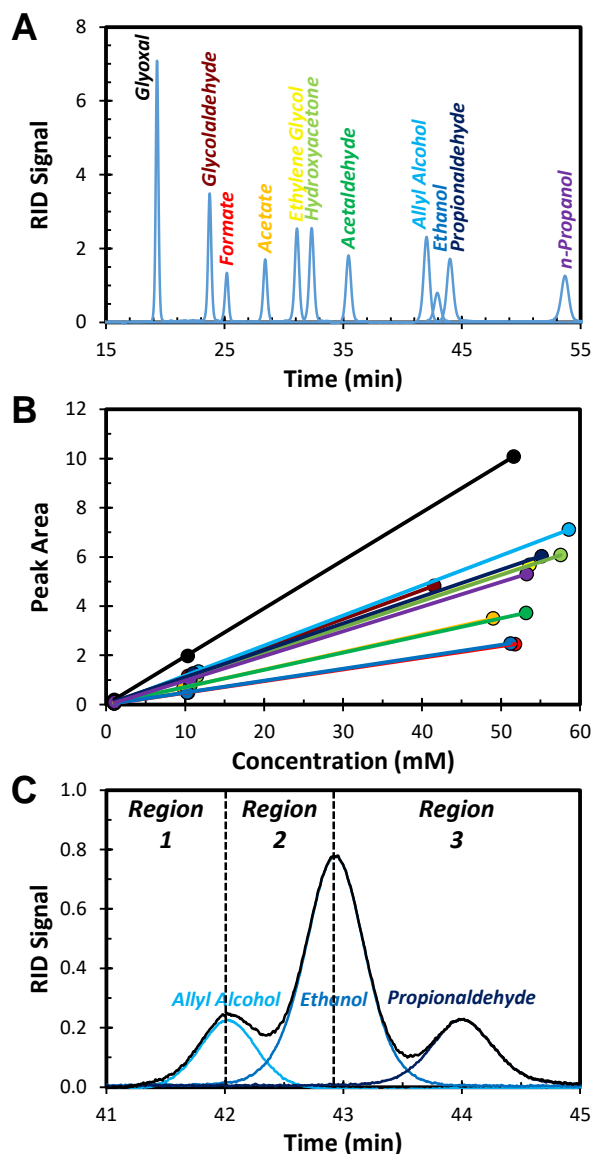 A
RID Signal
8
6
4
2
0
Glyoxal
Glycolaldehyde
Formate
Acetate
Ethylene Glycol
Hydroxyacetone
Acetaldehyde
Allyl Alcohol
Ethanol
Propionaldehyde
n-Propanol
15 25 35 45 55
Time (min)
B
Peak Area
12
10
8
6
4
2
0
0 10 20 30 40 50 60
Concentration (mM)
C
RID Signal
1.0
0.8
0.6
0.4
0.2
0.0
Region Region Region
1 2 3
Allyl Alcohol Ethanol Propionaldehyde
41 42 43 44 45
Time (min)